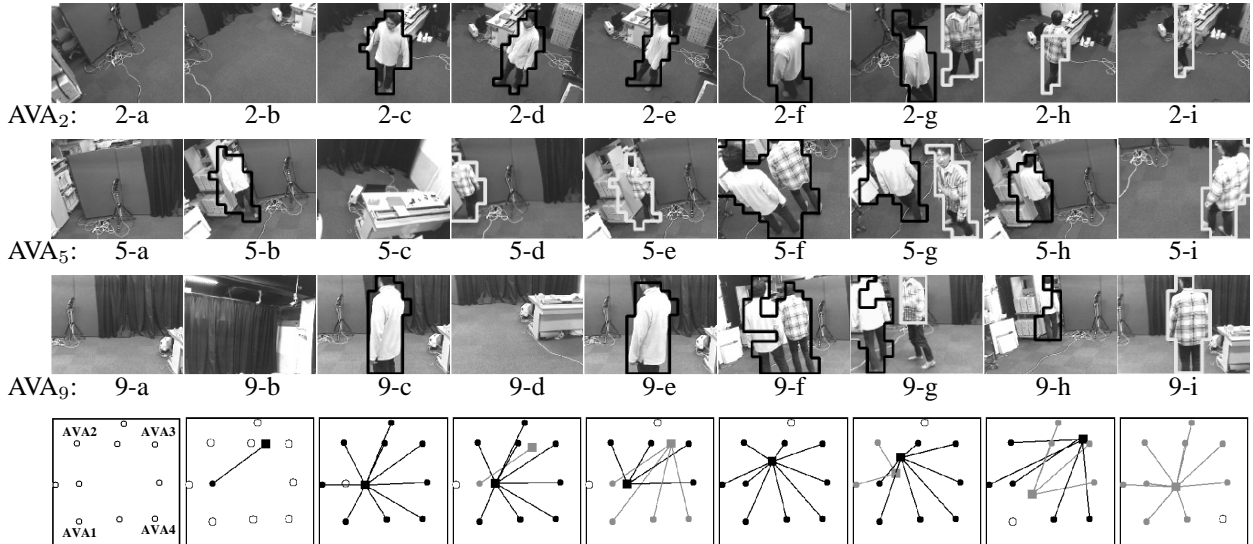 AVA2: 2-a 2-b 2-c 2-d 2-e 2-f 2-g 2-h 2-i
AVA5: 5-a 5-b 5-c 5-d 5-e 5-f 5-g 5-h 5-i
AVA9: 9-a 9-b 9-c 9-d 9-e 9-f 9-g 9-h 9-i
AVA2 AVA3
AVA1 AVA4